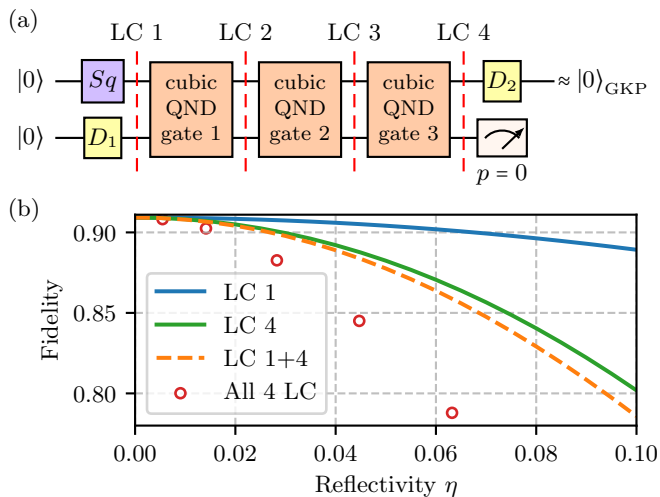 (a)
LC 1 LC 2 LC 3 LC 4
|0⟩ Sq cubic QND gate 1 cubic QND gate 2 cubic QND gate 3 D₂ ≈ |0⟩GKP
|0⟩ D₁
p = 0
(b)
Fidelity
0.90
0.85
0.80
LC 1
LC 4
LC 1+4
All 4 LC
0.00 0.02 0.04 0.06 0.08 0.10
Reflectivity η